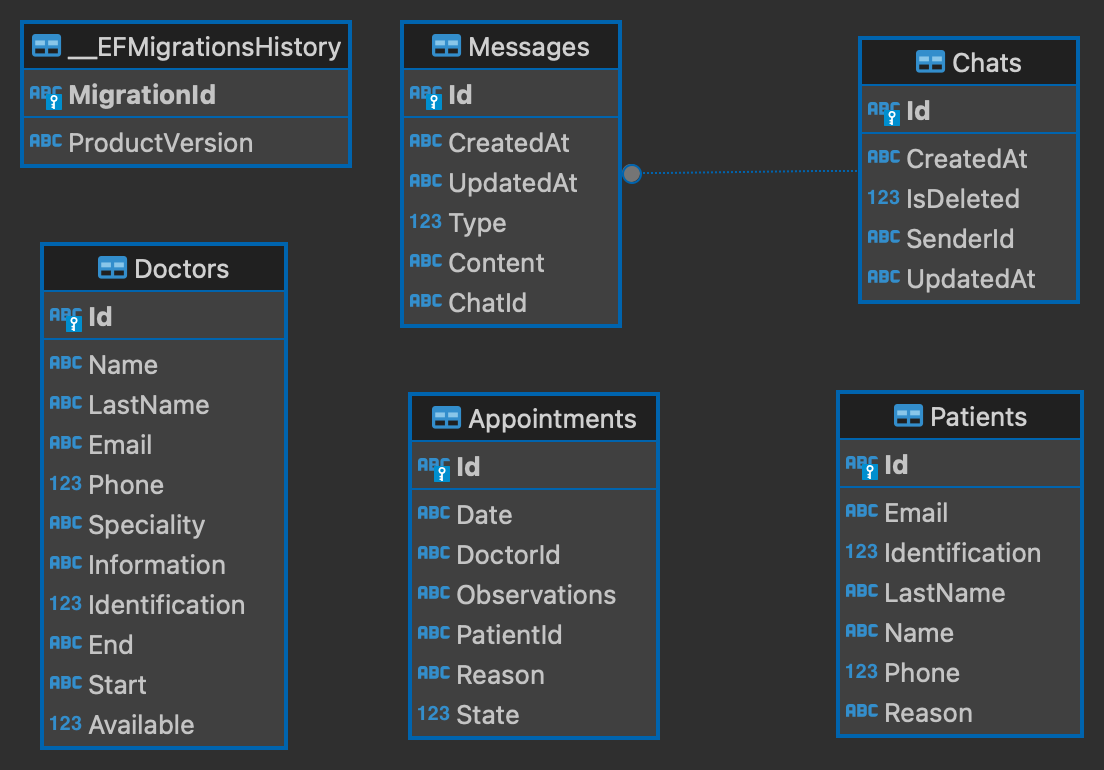 __EFMigrationsHistory
ABC MigrationId
ABC ProductVersion
Messages
ABC Id
ABC CreatedAt
ABC UpdatedAt
123 Type
ABC Content
ABC ChatId
Chats
ABC Id
ABC CreatedAt
123 IsDeleted
ABC SenderId
ABC UpdatedAt
Doctors
ABC Id
ABC Name
ABC LastName
ABC Email
123 Phone
ABC Speciality
ABC Information
123 Identification
ABC End
ABC Start
123 Available
Appointments
ABC Id
ABC Date
ABC DoctorId
ABC Observations
ABC PatientId
ABC Reason
123 State
Patients
ABC Id
ABC Email
123 Identification
ABC LastName
ABC Name
123 Phone
ABC Reason